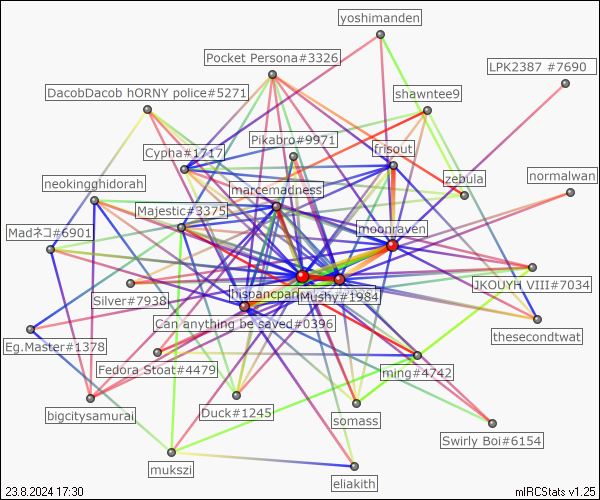 yoshimanden
Pocket Persona#3326
LPK2387 #7690
DacobDacob hORNY police#5271
shawntee9
Pikabro#9971
Cypha#1717
frisout
zebula
normalwan
neokingghidorah
marcemadness
Majestic#3375
moonraven
Madネコ#6901
hispancpan
Mushy#1984
JKOUYH VIII#7034
Silver#7938
Can anything be saved#0396
thesecondtwat
Eg.Master#1378
Fedora Stoat#4479
ming#4742
bigcitysamurai
Duck#1245
somass
Swirly Boi#6154
mukszi
eliakith
23.8.2024 17:30
mIRCStats v1.25